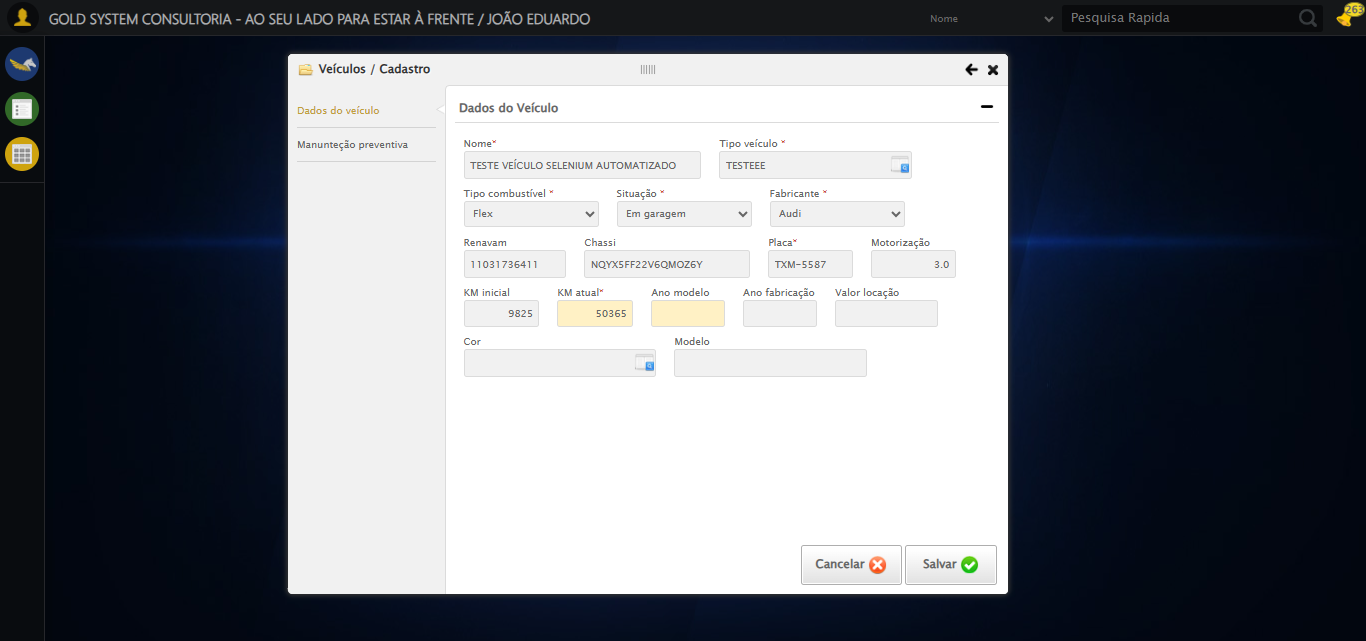 GOLD SYSTEM CONSULTORIA - AO SEU LADO PARA ESTAR À FRENTE / JOÃO EDUARDO
Nome
Pesquisa Rapida
263
Veículos / Cadastro
Dados do veículo
Manunteção preventiva
Dados do Veículo
Nome* Tipo veículo *
TESTE VEÍCULO SELENIUM AUTOMATIZADO TESTEEE
Tipo combustível * Situação * Fabricante *
Flex Em garagem Audi
Renavam Chassi Placa* Motorização
11031736411 NQYX5FF22V6QMOZ6Y TXM-5587 3.0
KM inicial KM atual* Ano modelo Ano fabricação Valor locação
9825 50365
Cor Modelo
Cancelar Salvar